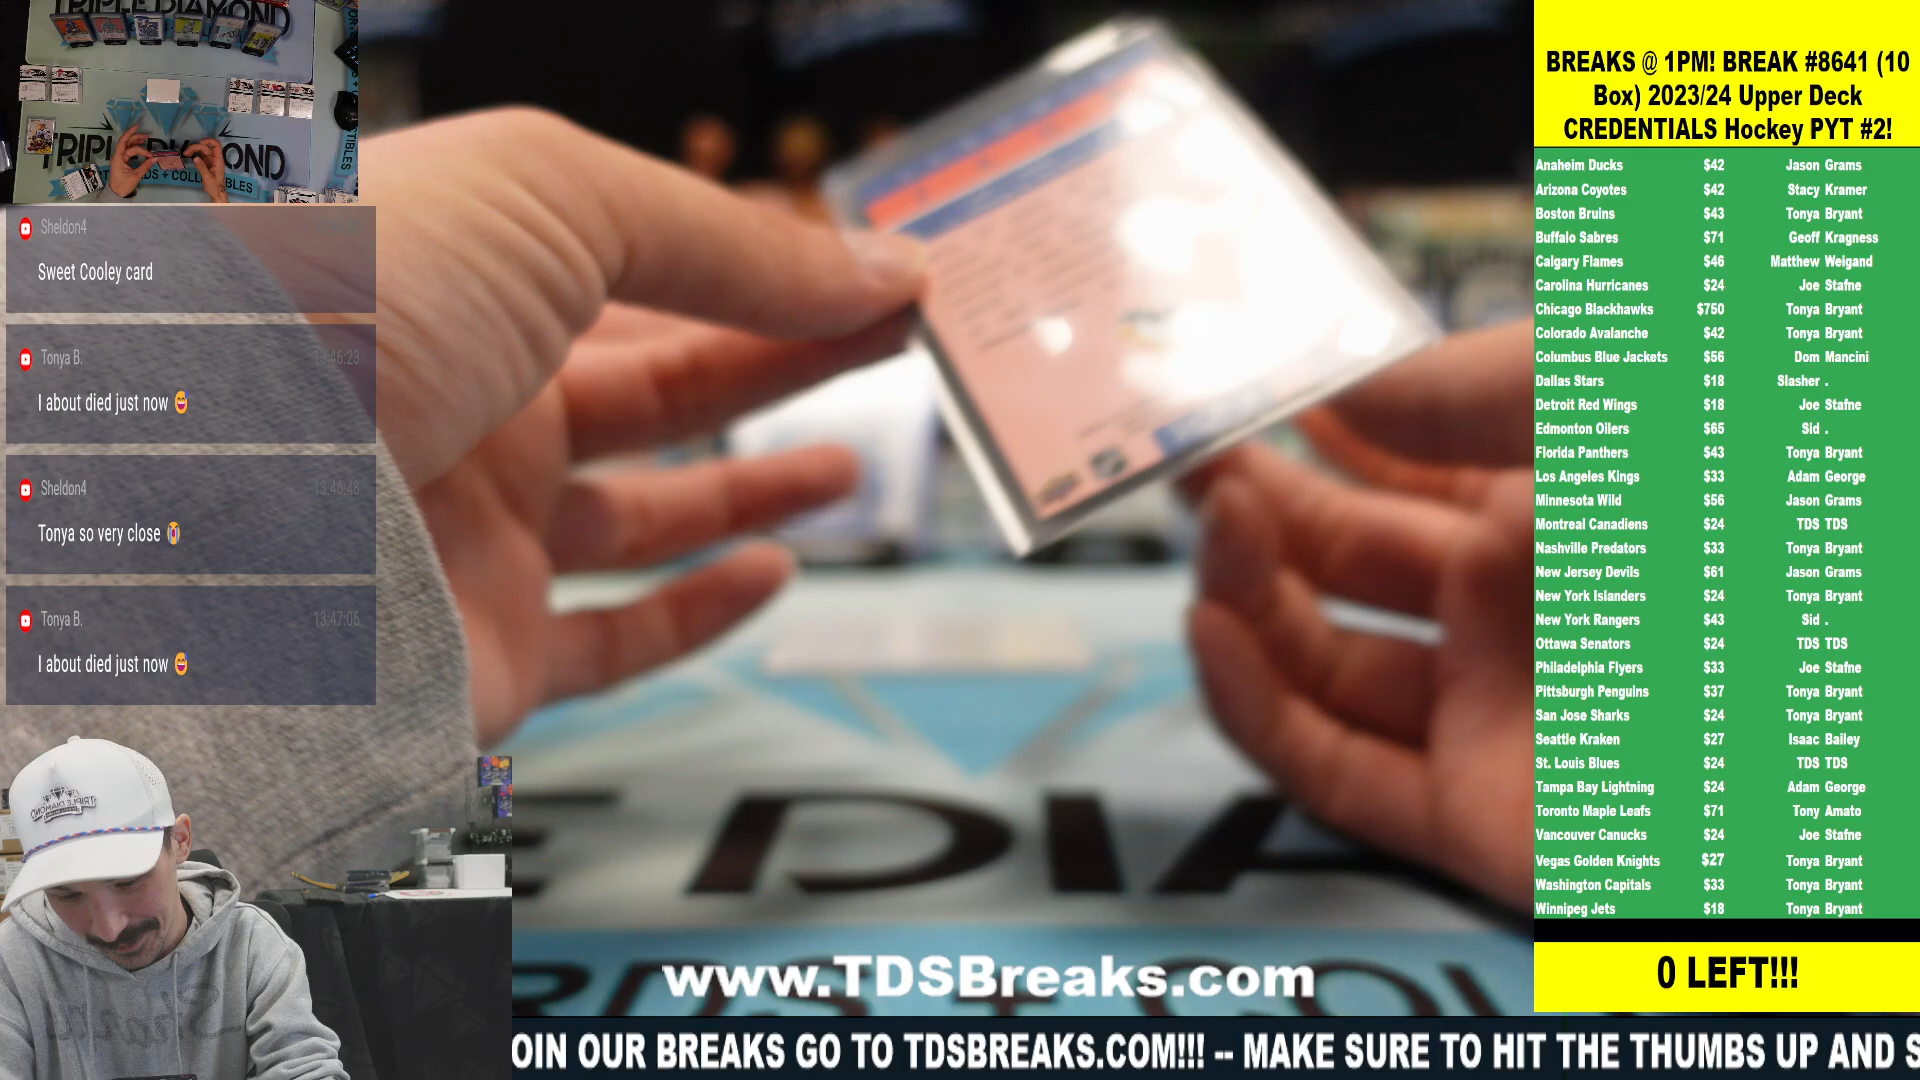 TRIPLE DIAMOND
TRIPLE DIAMOND
CARDS + COLLECTIBLES
Sheldon4
Sweet Cooley card
Tonya B.
13:46:23
I about died just now
Sheldon4
13:46:48
Tonya so very close
Tonya B.
13:47:06
I about died just now
E DIA
www.TDSBreaks.com
OIN OUR BREAKS GO TO TDSBREAKS.COM!!! -- MAKE SURE TO HIT THE THUMBS UP AND S
BREAKS @ 1PM! BREAK #8641 (10
Box) 2023/24 Upper Deck
CREDENTIALS Hockey PYT #2!
Anaheim Ducks $42 Jason Grams
Arizona Coyotes $42 Stacy Kramer
Boston Bruins $43 Tonya Bryant
Buffalo Sabres $71 Geoff Kragness
Calgary Flames $46 Matthew Weigand
Carolina Hurricanes $24 Joe Stafne
Chicago Blackhawks $750 Tonya Bryant
Colorado Avalanche $42 Tonya Bryant
Columbus Blue Jackets $56 Dom Mancini
Dallas Stars $18 Slasher .
Detroit Red Wings $18 Joe Stafne
Edmonton Oilers $65 Sid .
Florida Panthers $43 Tonya Bryant
Los Angeles Kings $33 Adam George
Minnesota Wild $56 Jason Grams
Montreal Canadiens $24 TDS TDS
Nashville Predators $33 Tonya Bryant
New Jersey Devils $61 Jason Grams
New York Islanders $24 Tonya Bryant
New York Rangers $43 Sid .
Ottawa Senators $24 TDS TDS
Philadelphia Flyers $33 Joe Stafne
Pittsburgh Penguins $37 Tonya Bryant
San Jose Sharks $24 Tonya Bryant
Seattle Kraken $27 Isaac Bailey
St. Louis Blues $24 TDS TDS
Tampa Bay Lightning $24 Adam George
Toronto Maple Leafs $71 Tony Amato
Vancouver Canucks $24 Joe Stafne
Vegas Golden Knights $27 Tonya Bryant
Washington Capitals $33 Tonya Bryant
Winnipeg Jets $18 Tonya Bryant
0 LEFT!!!